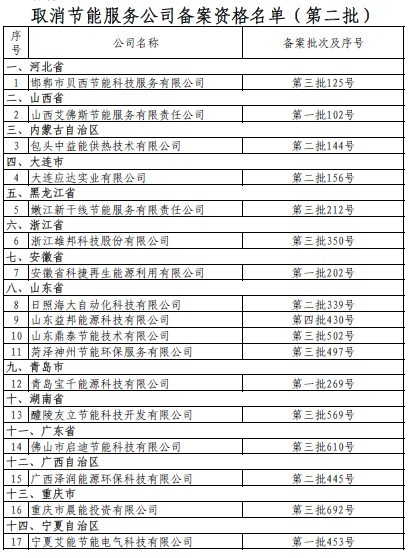 取消节能服务公司备案资格名单（第二批）
序号 公司名称 备案批次及序号
一、河北省
1 邯郸市贝西节能科技服务有限公司 第三批125号
二、山西省
2 山西艾佛斯节能服务有限责任公司 第一批102号
三、内蒙古自治区
3 包头中益能供热技术有限公司 第二批144号
四、大连市
4 大连应达实业有限公司 第二批156号
五、黑龙江省
5 嫩江新干线节能服务有限责任公司 第三批212号
六、浙江省
6 浙江雄邦科技股份有限公司 第三批350号
七、安徽省
7 安徽省科捷再生能源利用有限公司 第一批202号
八、山东省
8 日照海大自动化科技有限公司 第二批339号
9 山东益邦能源科技有限公司 第四批430号
10 山东鼎泰节能技术有限公司 第三批502号
11 菏泽神州节能环保服务有限公司 第三批497号
九、青岛市
12 青岛宝千能源科技有限公司 第一批269号
十、湖南省
13 醴陵友立节能科技开发有限公司 第三批569号
十一、广东省
14 佛山市启迪节能科技有限公司 第三批610号
十二、广西自治区
15 广西泽润能源环保科技有限公司 第二批445号
十三、重庆市
16 重庆市晨能投资有限公司 第三批692号
十四、宁夏自治区
17 宁夏艾能节能电气科技有限公司 第一批453号